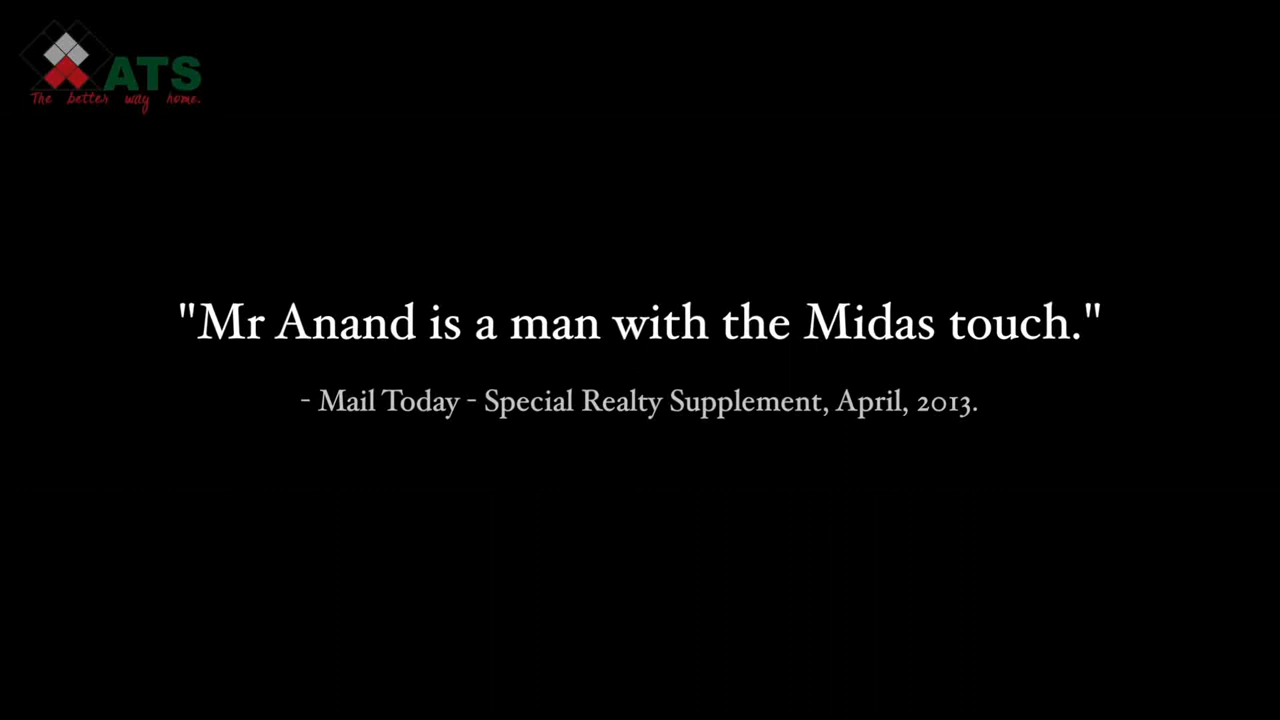 ATS
The better way home.
"Mr Anand is a man with the Midas touch."
- Mail Today - Special Realty Supplement, April, 2013.